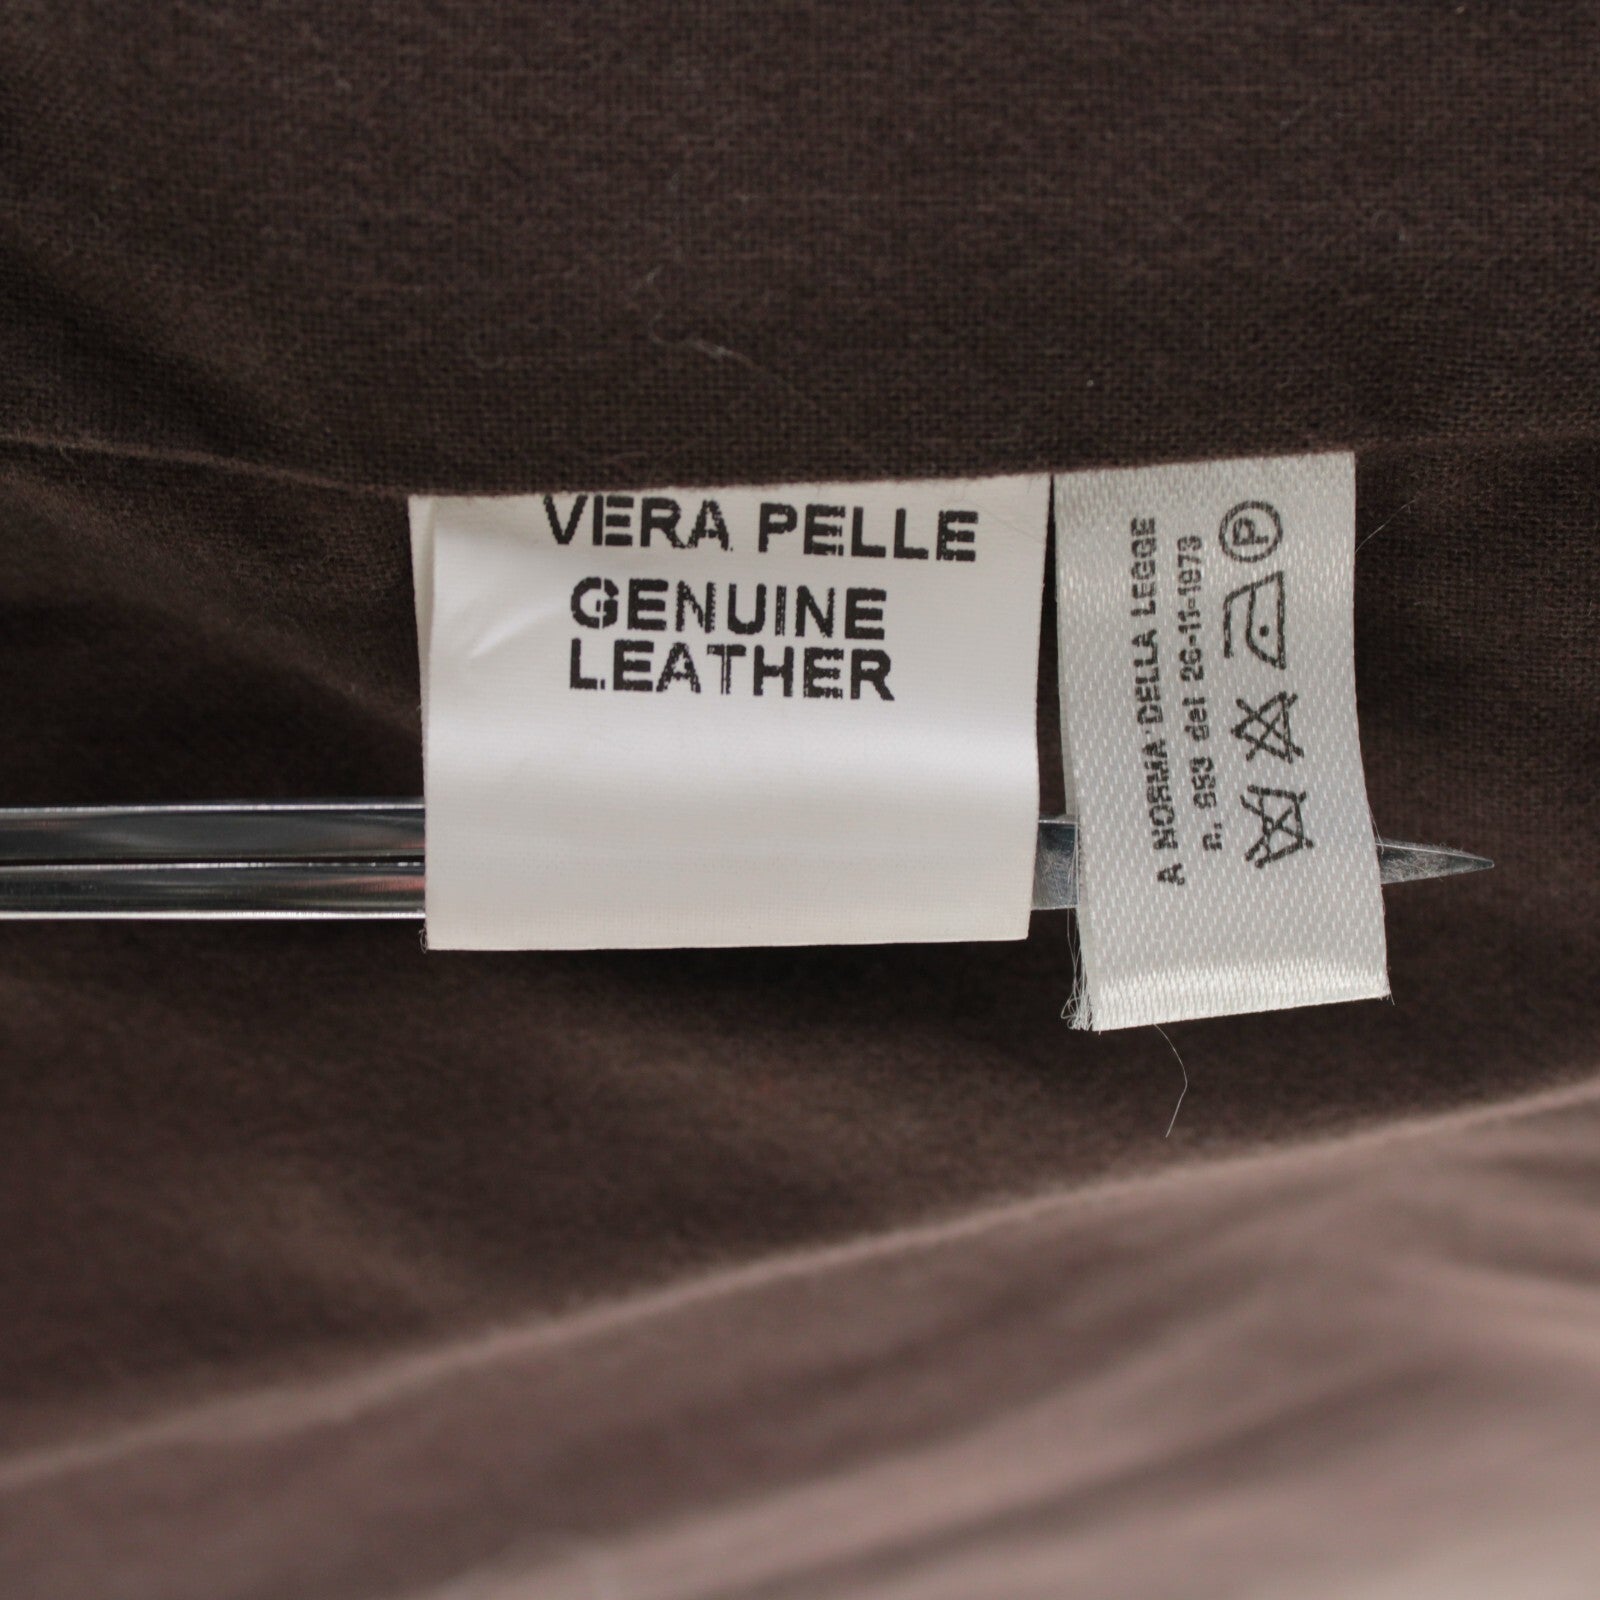 VERA PELLE
GENUINE
LEATHER
A NORMA DELLA LEGGE
n. 883 del 26-11-1973
P